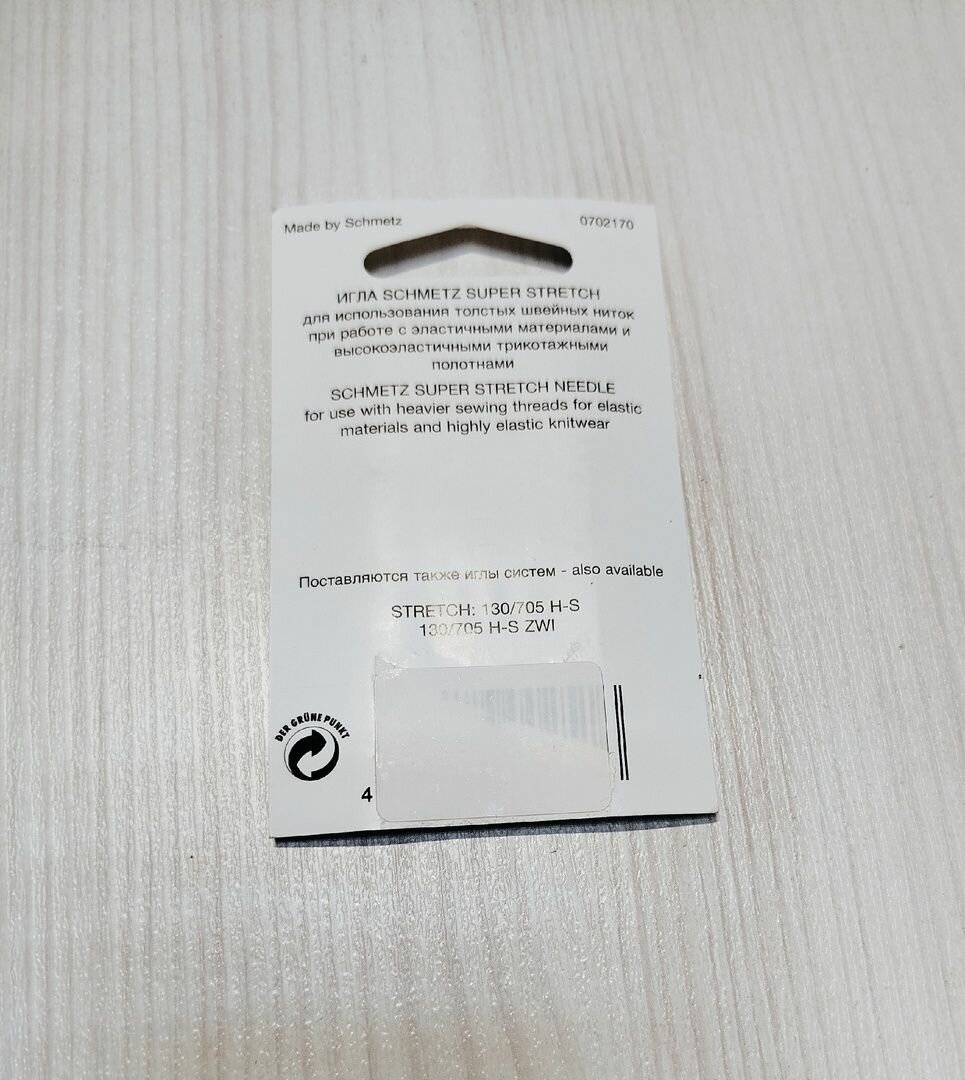 Made by Schmetz 0702170
ИГЛА SCHMETZ SUPER STRETCH
для использования толстых швейных ниток
при работе с эластичными материалами и
высокоэластичными трикотажными
полотнами
SCHMETZ SUPER STRETCH NEEDLE
for use with heavier sewing threads for elastic
materials and highly elastic knitwear
Поставляются также иглы систем - also available
STRETCH: 130/705 H-S
130/705 H-S ZWI
DER GRÜNE PUNKT
4